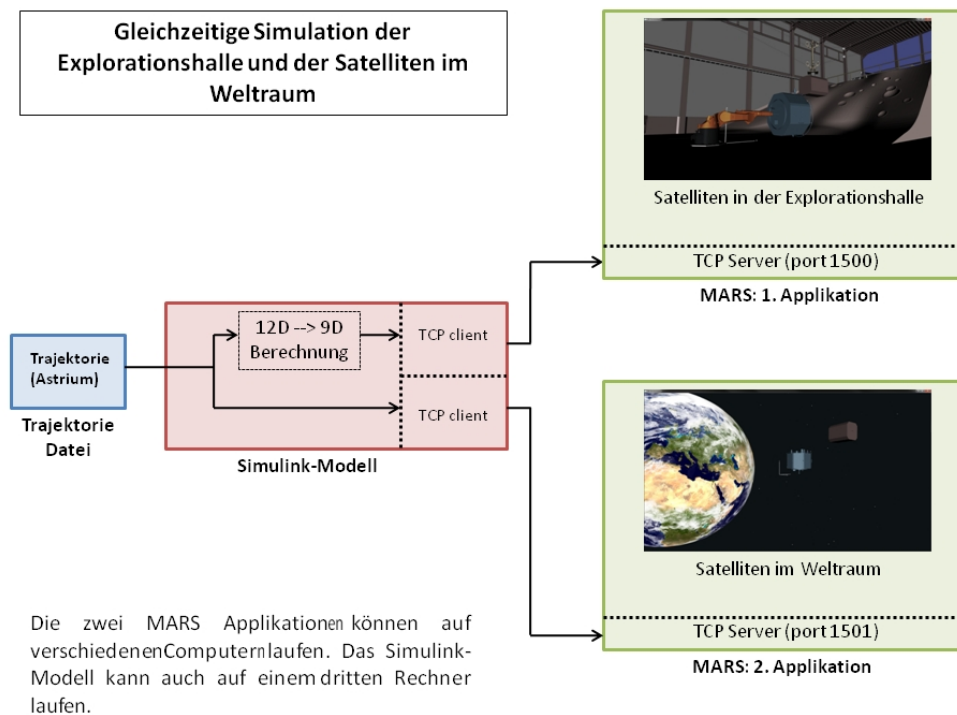 Gleichzeitige Simulation der
Explorationshalle und der Satelliten im
Weltraum
Satelliten in der Explorationshalle
TCP Server (port 1500)
MARS: 1. Applikation
Trajektorie
(Astrium)
Trajektorie
Datei
12D --> 9D
Berechnung
TCP client
TCP client
Simulink-Modell
Satelliten im Weltraum
TCP Server (port 1501)
MARS: 2. Applikation
Die zwei MARS Applikationen können auf
verschiedenen Computern laufen. Das Simulink-
Modell kann auch auf einem dritten Rechner
laufen.